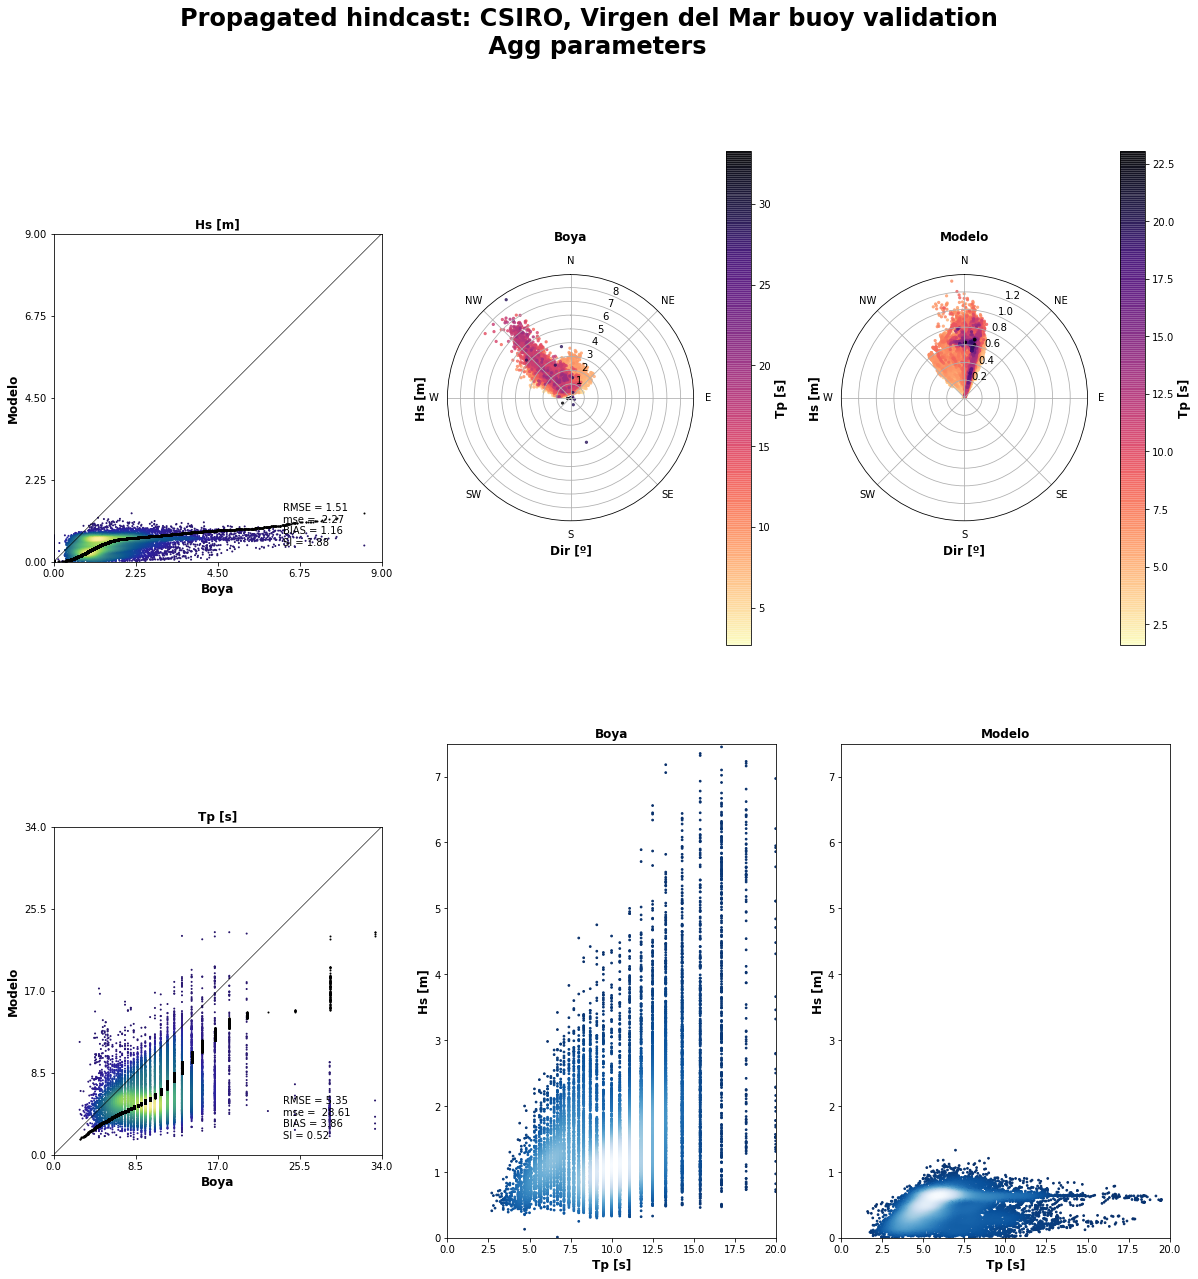 Propagated hindcast: CSIRO, Virgen del Mar buoy validation
Agg parameters
Hs [m]
9.00
6.75
4.50
2.25
0.00
Modelo
0.00 2.25 4.50 6.75 9.00
Boya
RMSE = 1.51
mse = 2.27
BIAS = 1.16
SI = 1.88
Boya
N
NW NE
W E
SW SE
S
8
7
6
5
4
3
2
1
Hs [m]
Dir [º]
30
25
20
15
10
5
Tp [s]
Modelo
N
NW NE
W E
SW SE
S
1.2
1.0
0.8
0.6
0.4
0.2
Hs [m]
Dir [º]
22.5
20.0
17.5
15.0
12.5
10.0
7.5
5.0
2.5
Tp [s]
Tp [s]
34.0
25.5
17.0
8.5
0.0
Modelo
0.0 8.5 17.0 25.5 34.0
Boya
RMSE = 5.35
mse = 28.61
BIAS = 3.86
SI = 0.52
Boya
7
6
5
4
3
2
1
0
Hs [m]
0.0 2.5 5.0 7.5 10.0 12.5 15.0 17.5 20.0
Tp [s]
Modelo
7
6
5
4
3
2
1
0
Hs [m]
0.0 2.5 5.0 7.5 10.0 12.5 15.0 17.5 20.0
Tp [s]